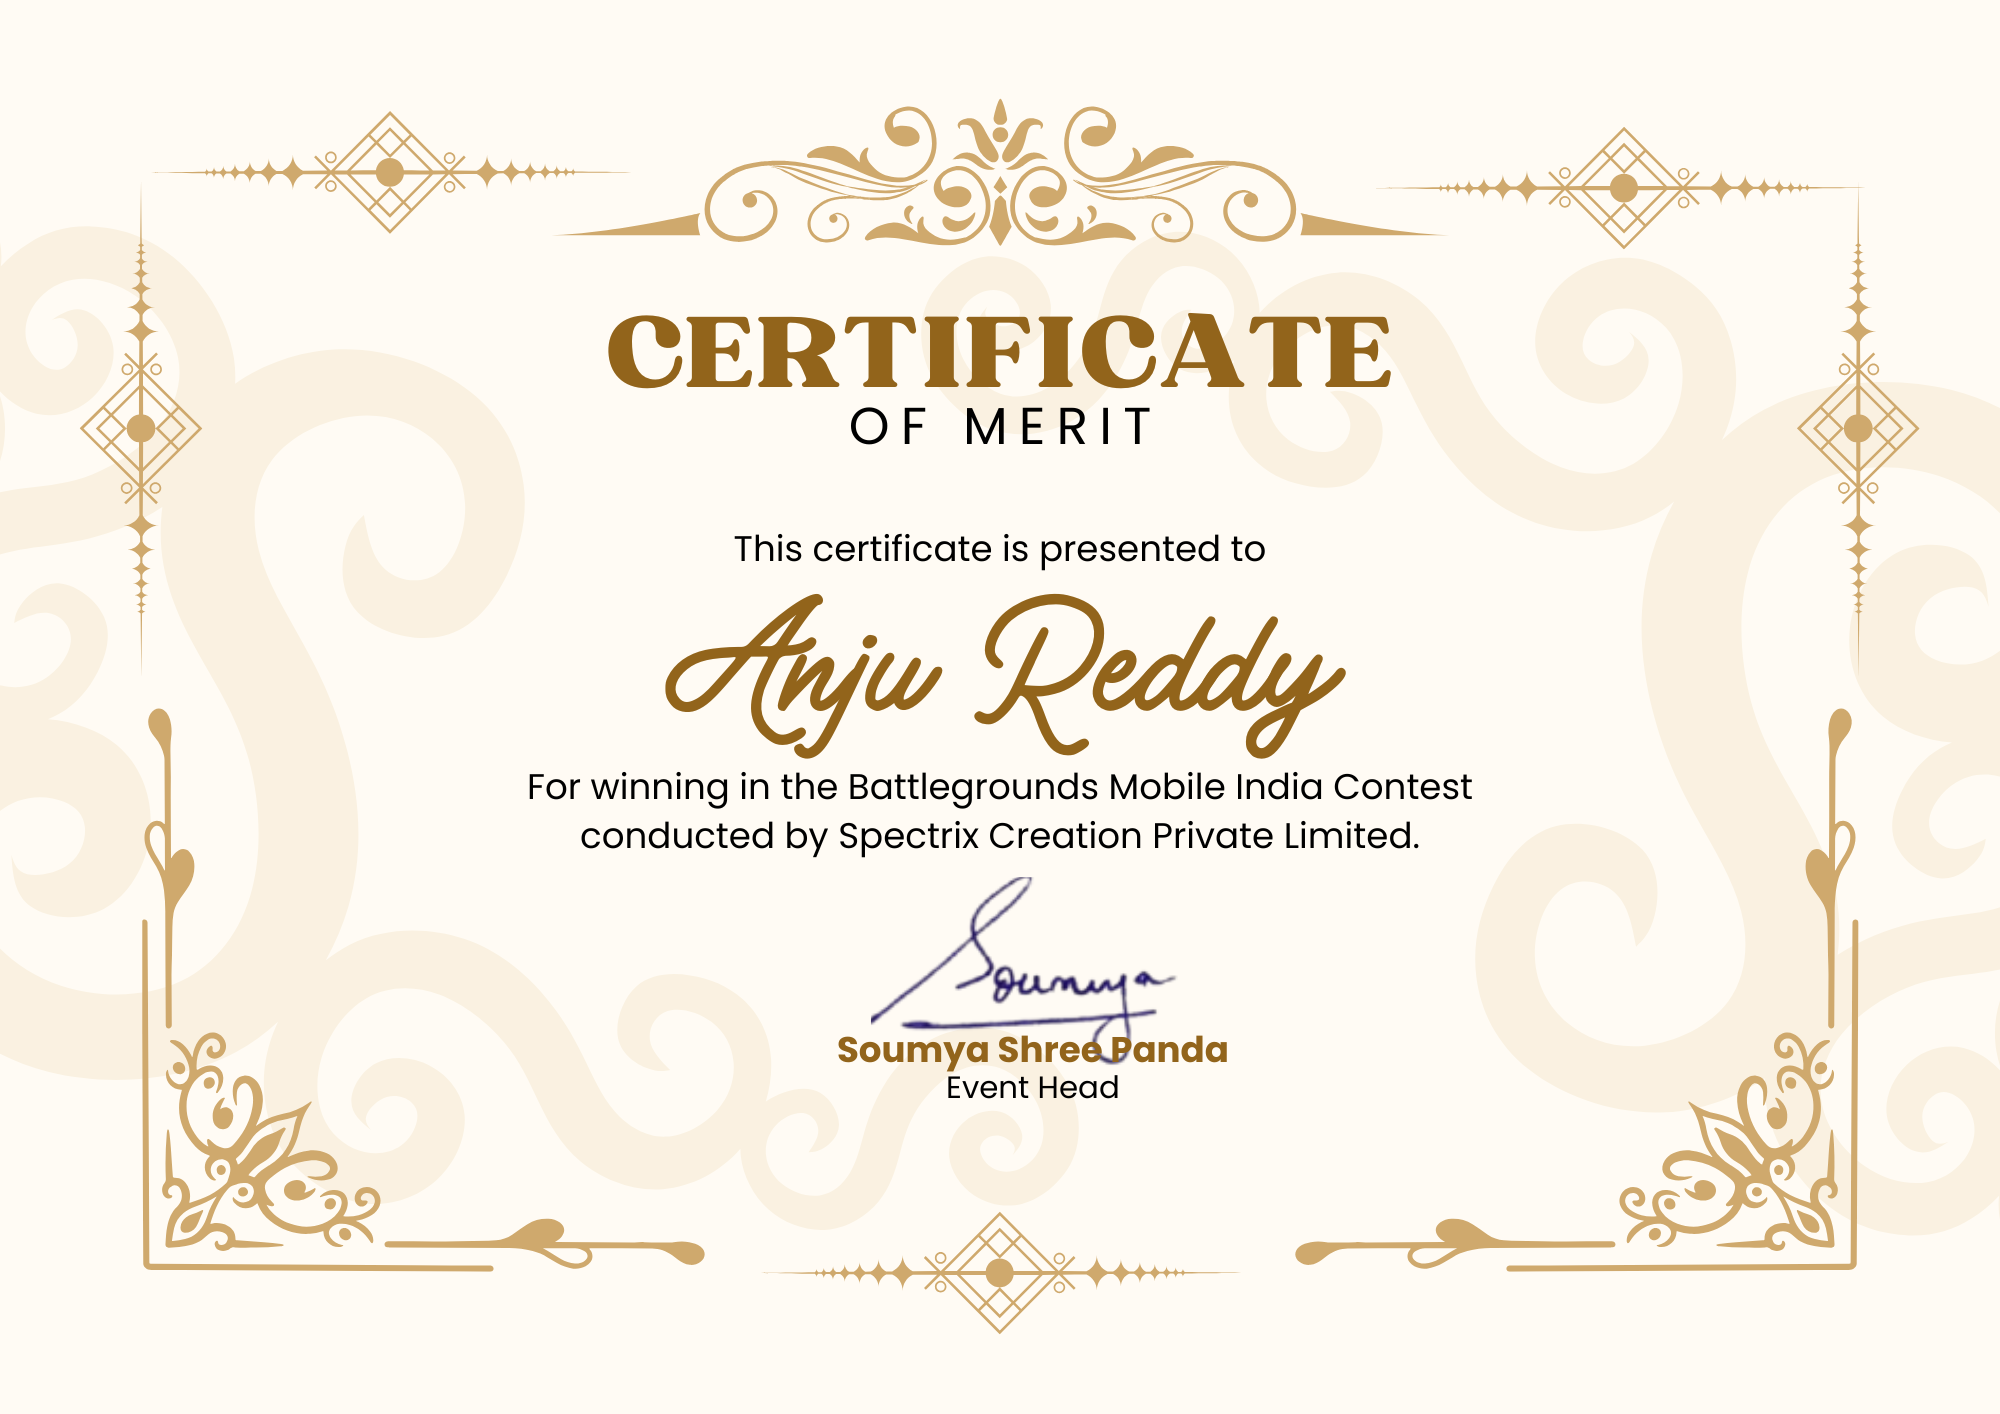 CERTIFICATE
OF MERIT
This certificate is presented to
Anju Reddy
For winning in the Battlegrounds Mobile India Contest
conducted by Spectrix Creation Private Limited.
Soumya
Soumya Shree Panda
Event Head